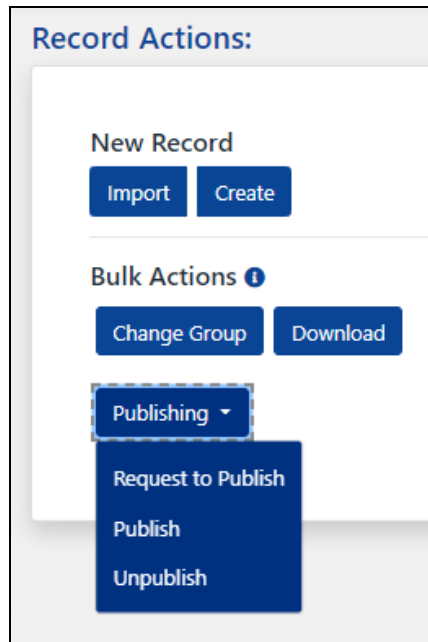 Record Actions:
New Record
Import Create
Bulk Actions
Change Group Download
Publishing
Request to Publish
Publish
Unpublish